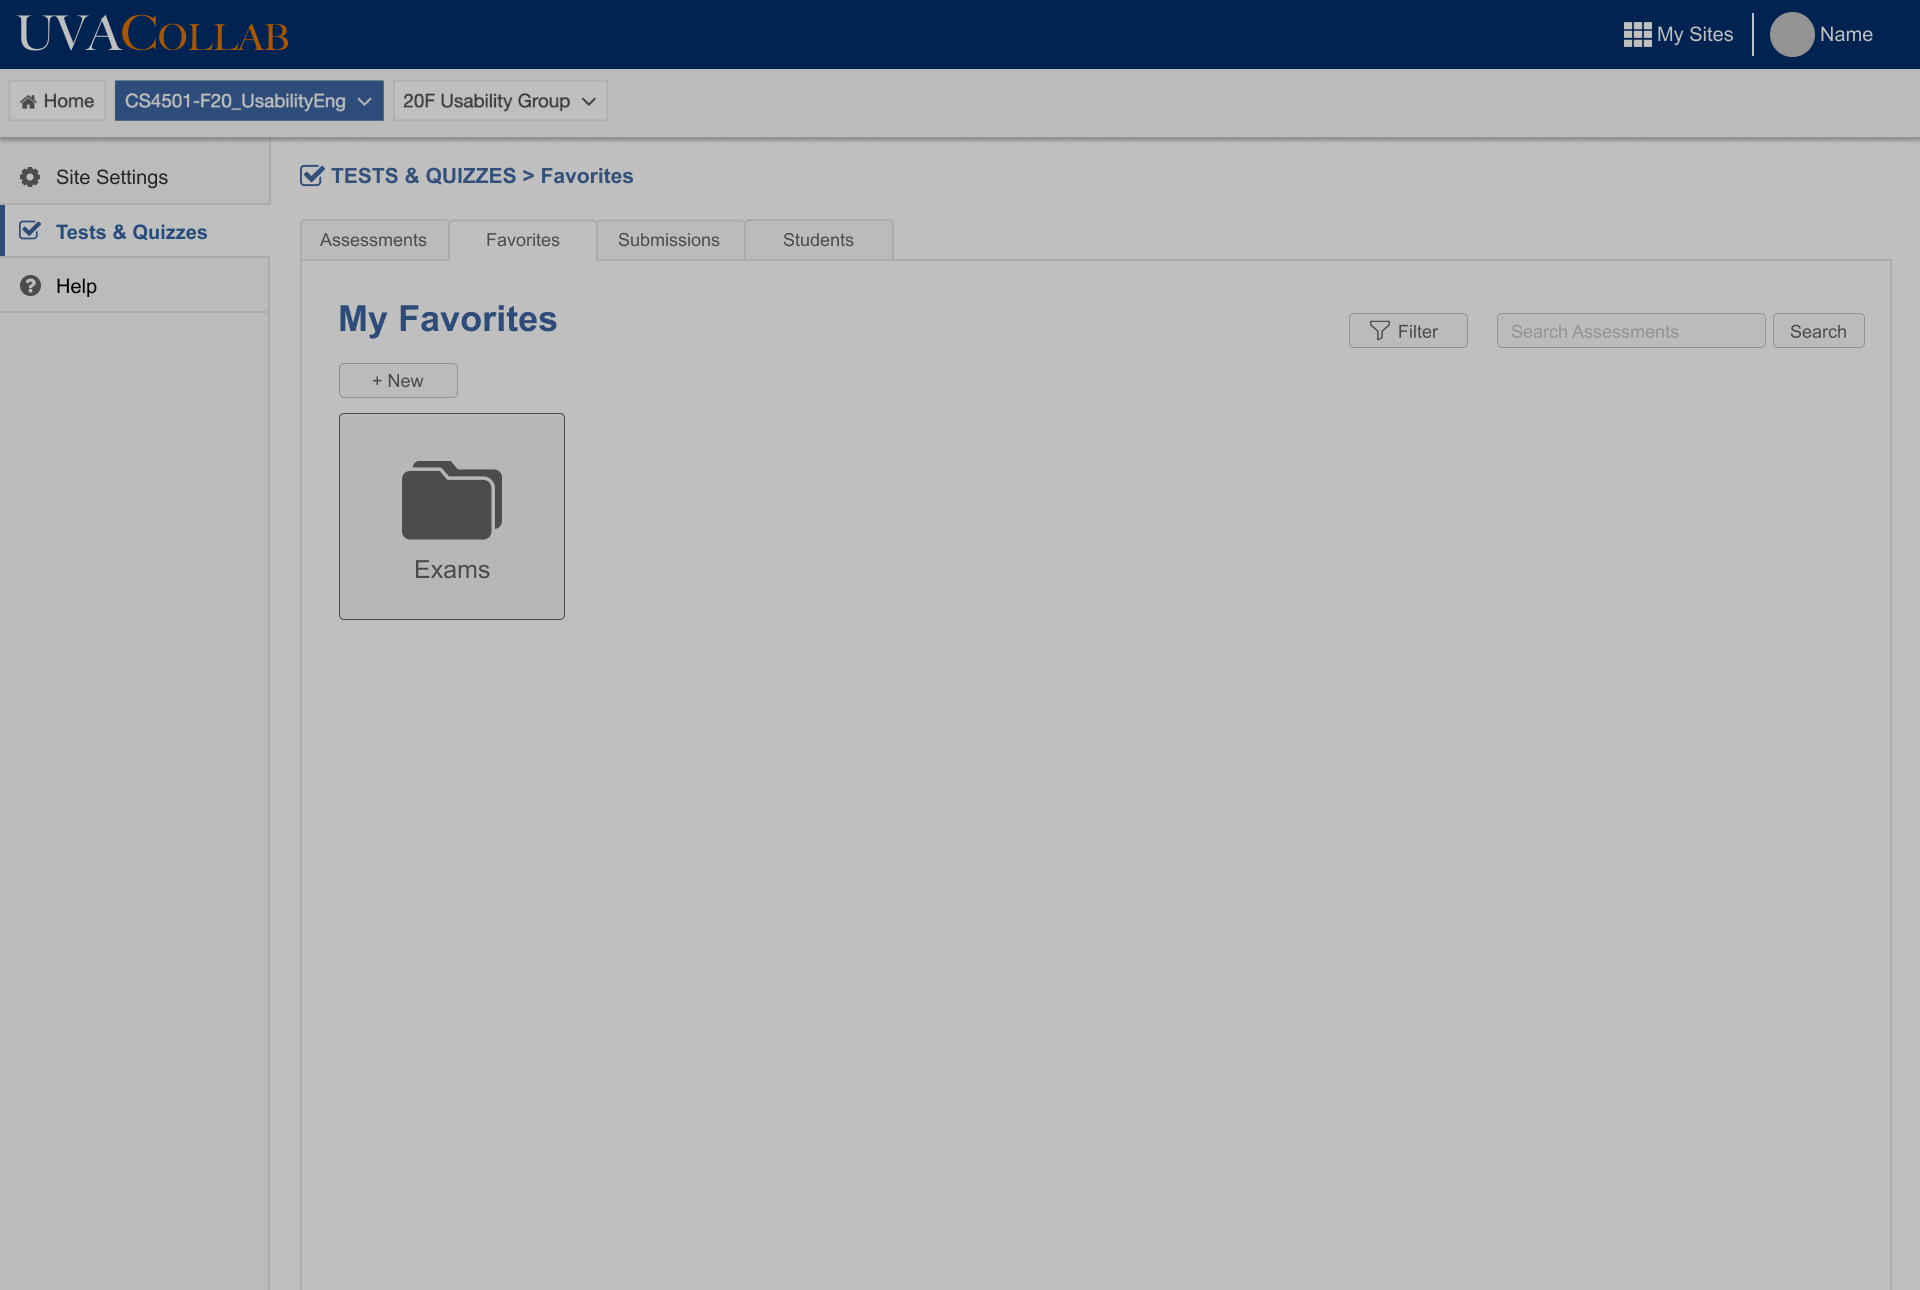 UVACOLLAB
My Sites
Name
Home
CS4501-F20_UsabilityEng
20F Usability Group
Site Settings
Tests & Quizzes
? Help
TESTS & QUIZZES > Favorites
Assessments
Favorites
Submissions
Students
My Favorites
Filter
Search Assessments
Search
+ New
Exams